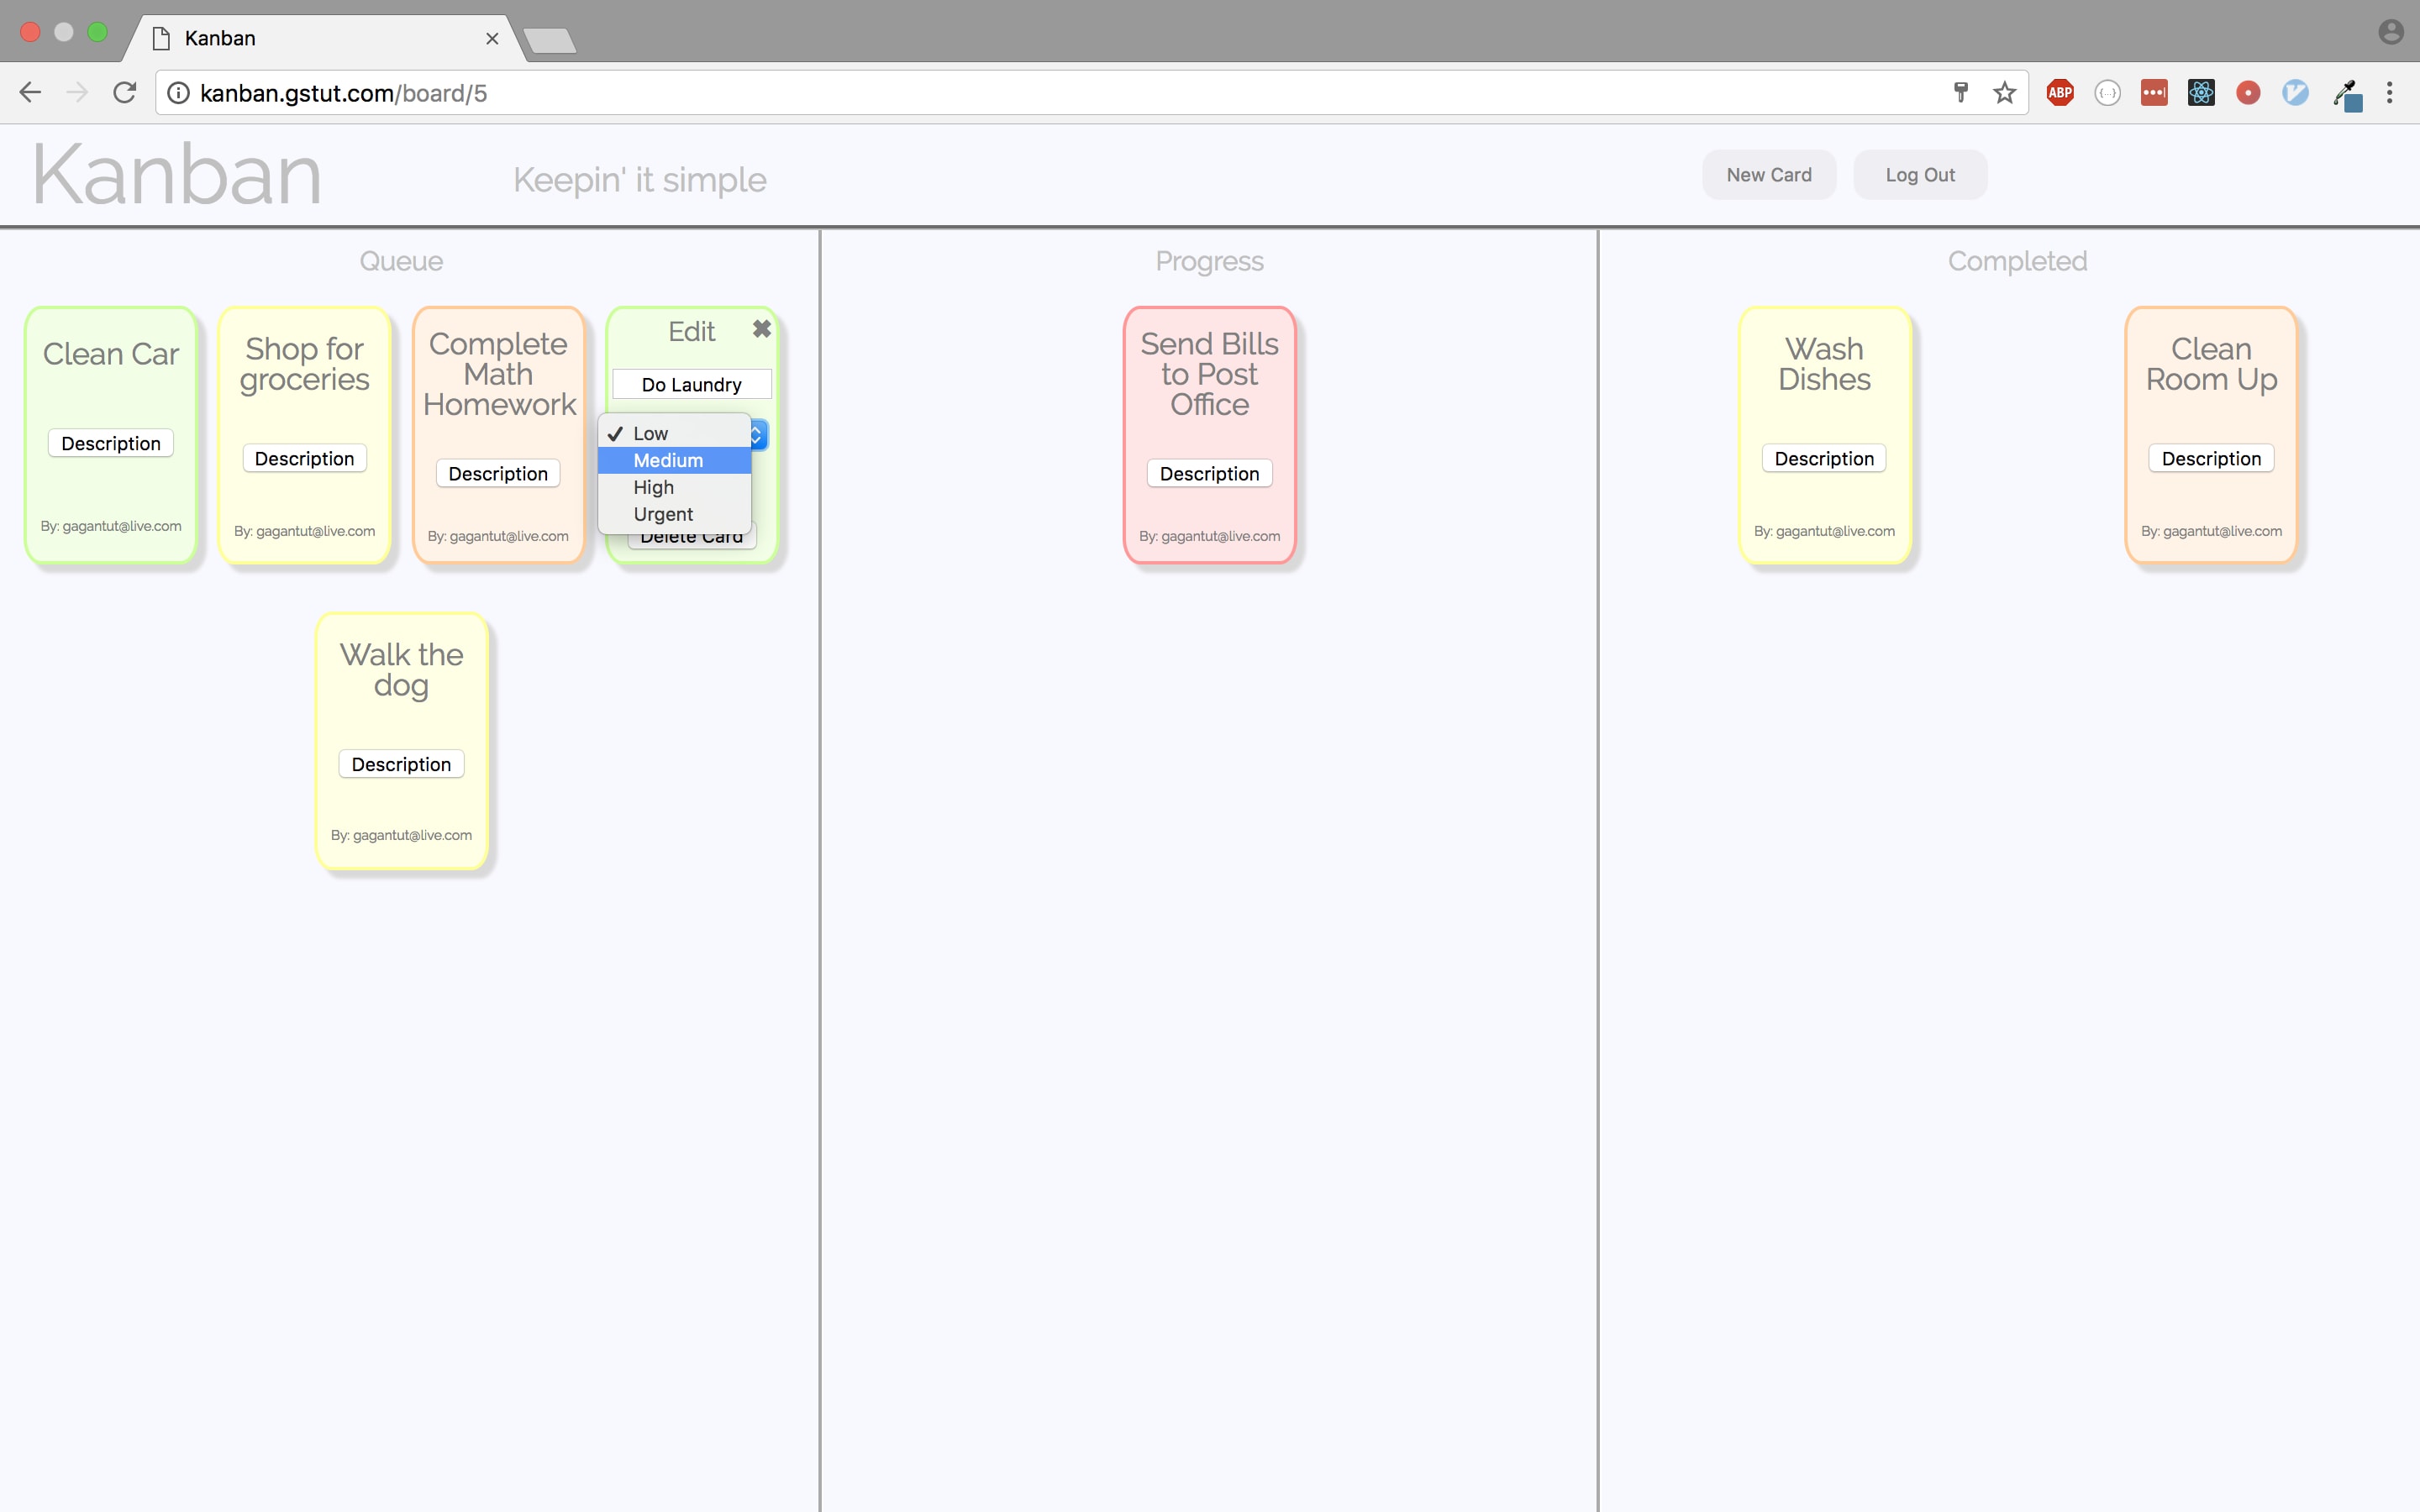 Kanban
kanban.gstut.com/board/5
ABP
Kanban
Keepin' it simple
New Card
Log Out
Queue
Progress
Completed
Clean Car
Description
By: gagantut@live.com
Shop for
groceries
Description
By: gagantut@live.com
Complete
Math
Homework
Description
By: gagantut@live.com
Edit
Do Laundry
Low
Medium
High
Urgent
Delete Card
Walk the
dog
Description
By: gagantut@live.com
Send Bills
to Post
Office
Description
By: gagantut@live.com
Wash
Dishes
Description
By: gagantut@live.com
Clean
Room Up
Description
By: gagantut@live.com